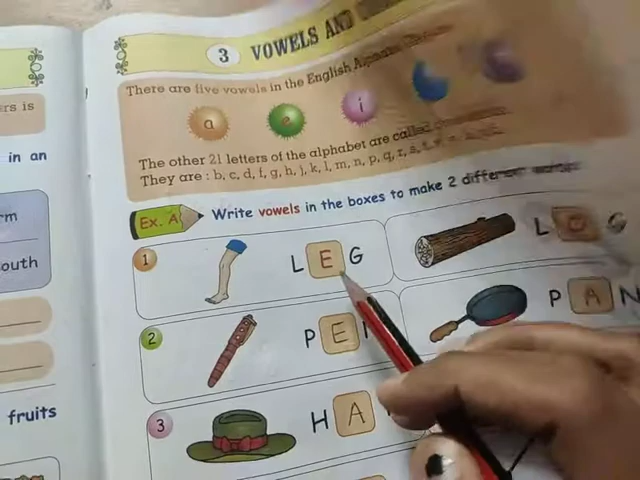 3 VOWELS AND
There are five vowels in the English
a e i
The other 21 letters of the alphabet are called
They are : b, c, d, f, g, h, j, k, l, m, n, p, q, r, s, t, v,
Ex. A Write vowels in the boxes to make 2 different
1 L E G L O G
2 P E P A N
3 H A
ers is
in an
rm
outh
fruits